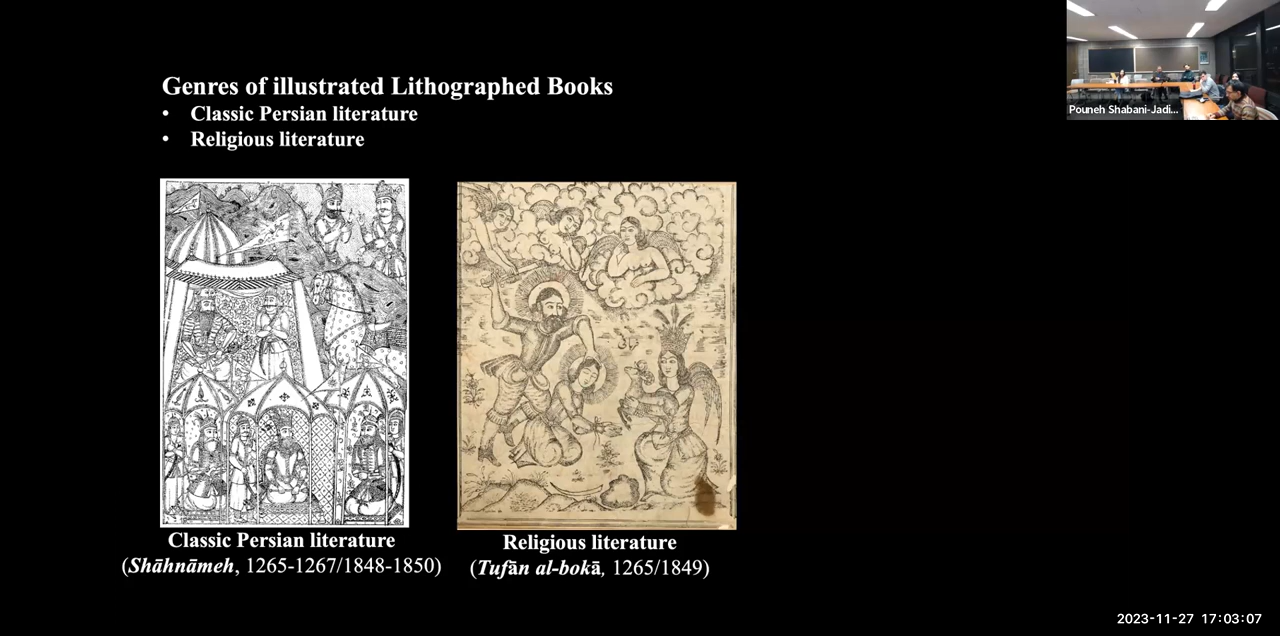 Genres of illustrated Lithographed Books
• Classic Persian literature
• Religious literature
Pouneh Shabani-Jadi...
Classic Persian literature
(Shāhnāmeh, 1265-1267/1848-1850)
Religious literature
(Tufān al-bokā, 1265/1849)
2023-11-27 17:03:07